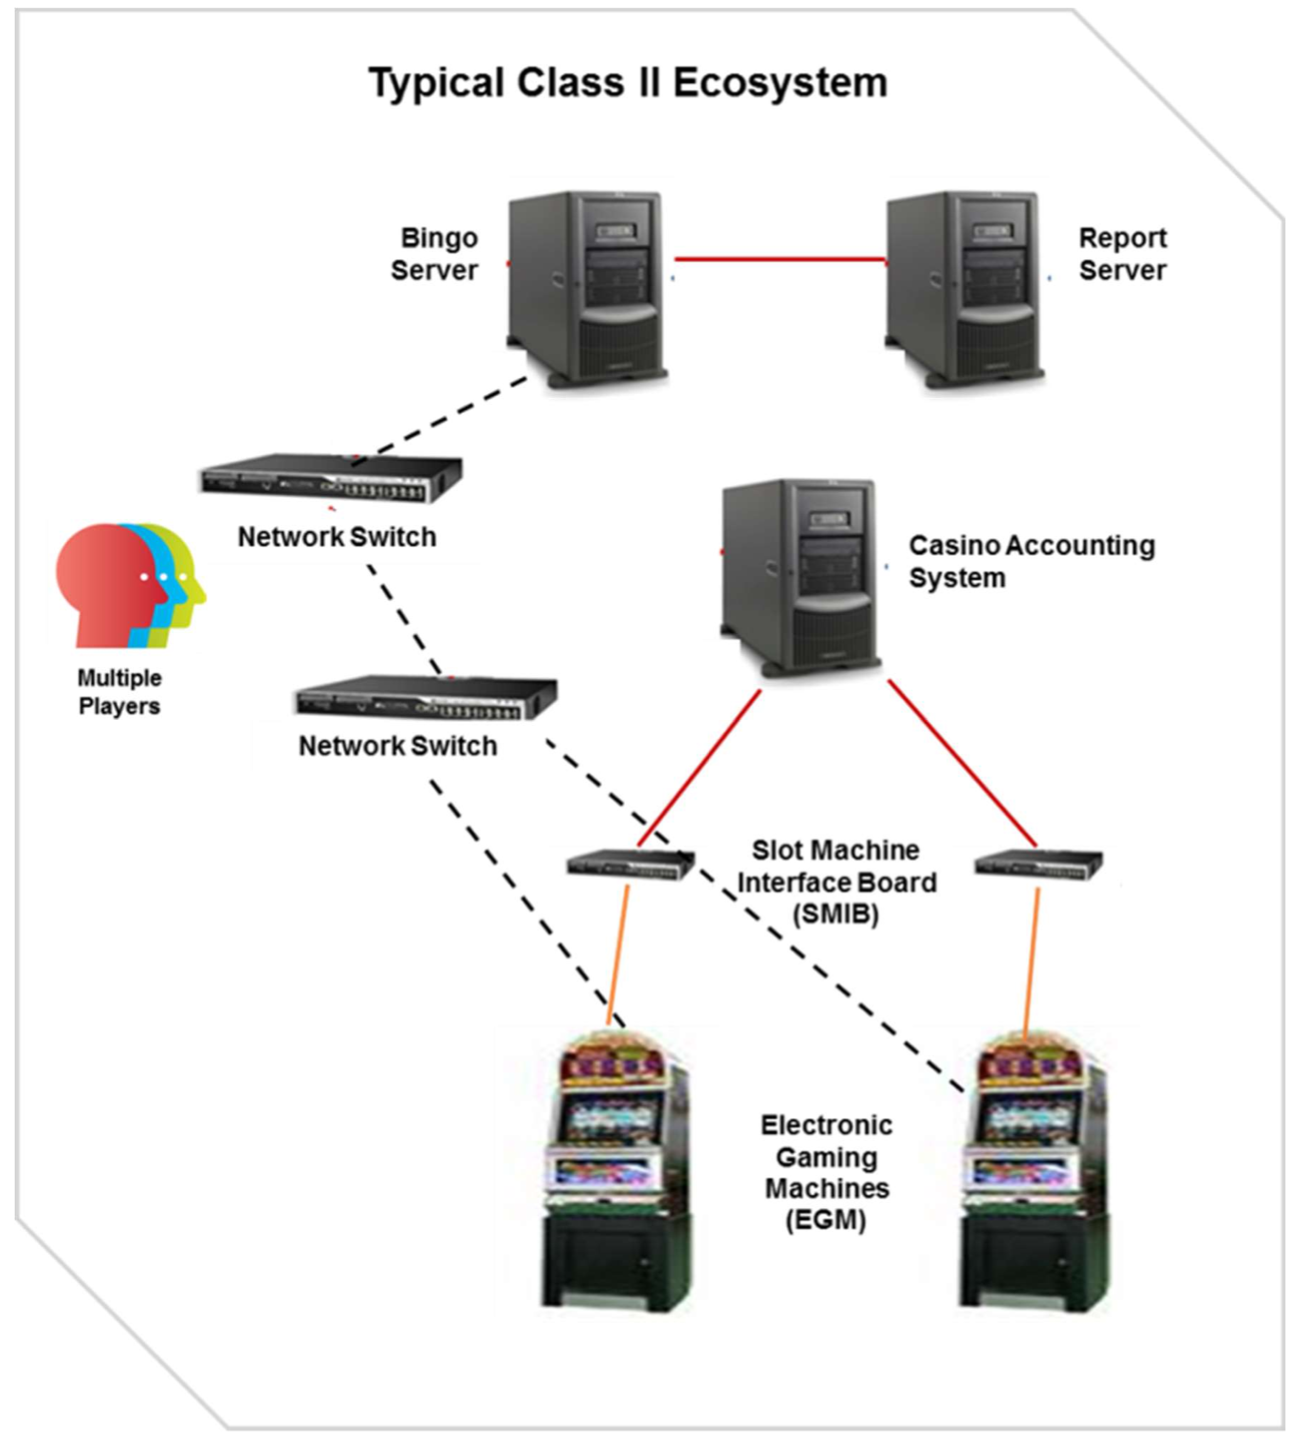 Typical Class II Ecosystem
Bingo
Server
Report
Server
Network Switch
Casino Accounting
System
Multiple
Players
Network Switch
Slot Machine
Interface Board
(SMIB)
Electronic
Gaming
Machines
(EGM)